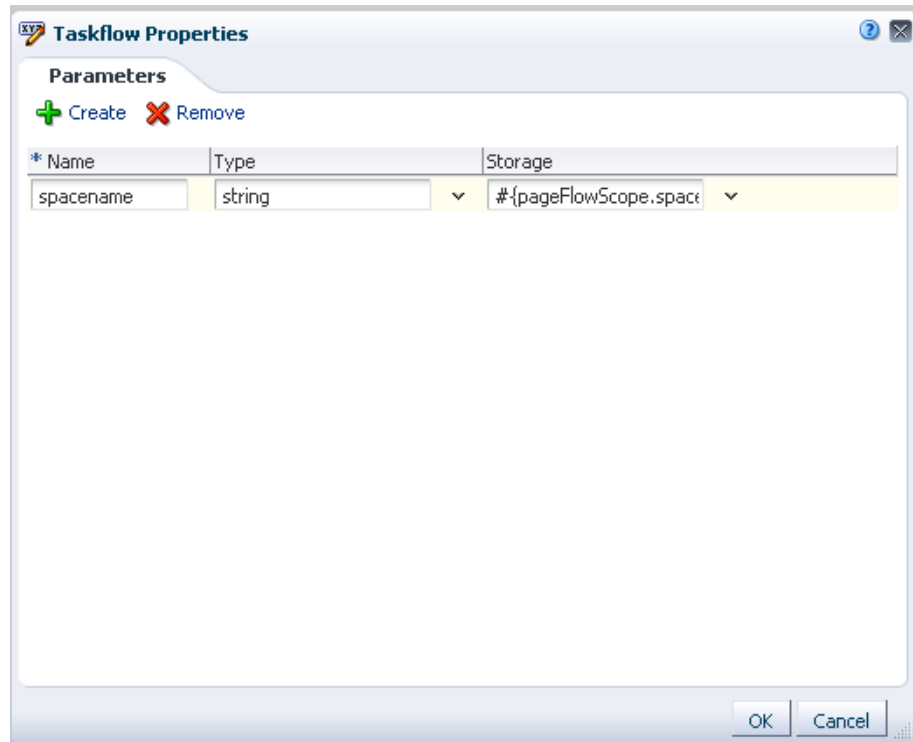 Taskflow Properties
Parameters
Create Remove
* Name Type Storage
spacename string #{pageFlowScope.space
OK Cancel